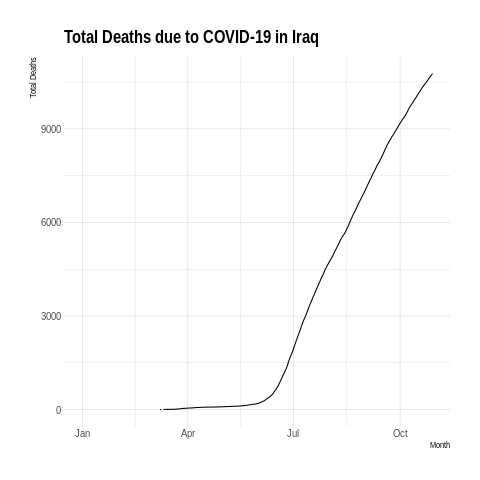 Total Deaths due to COVID-19 in Iraq
Total Deaths
9000
6000
3000
0
Jan Apr Jul Oct
Month